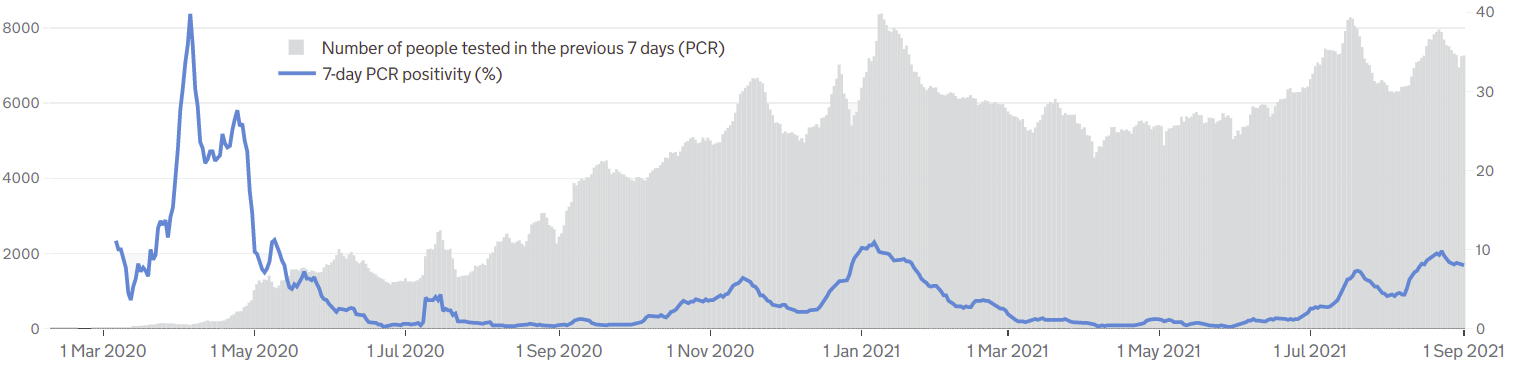 8000
6000
4000
2000
0
Number of people tested in the previous 7 days (PCR)
7-day PCR positivity (%)
40
30
20
10
0
1 Mar 2020
1 May 2020
1 Jul 2020
1 Sep 2020
1 Nov 2020
1 Jan 2021
1 Mar 2021
1 May 2021
1 Jul 2021
1 Sep 2021